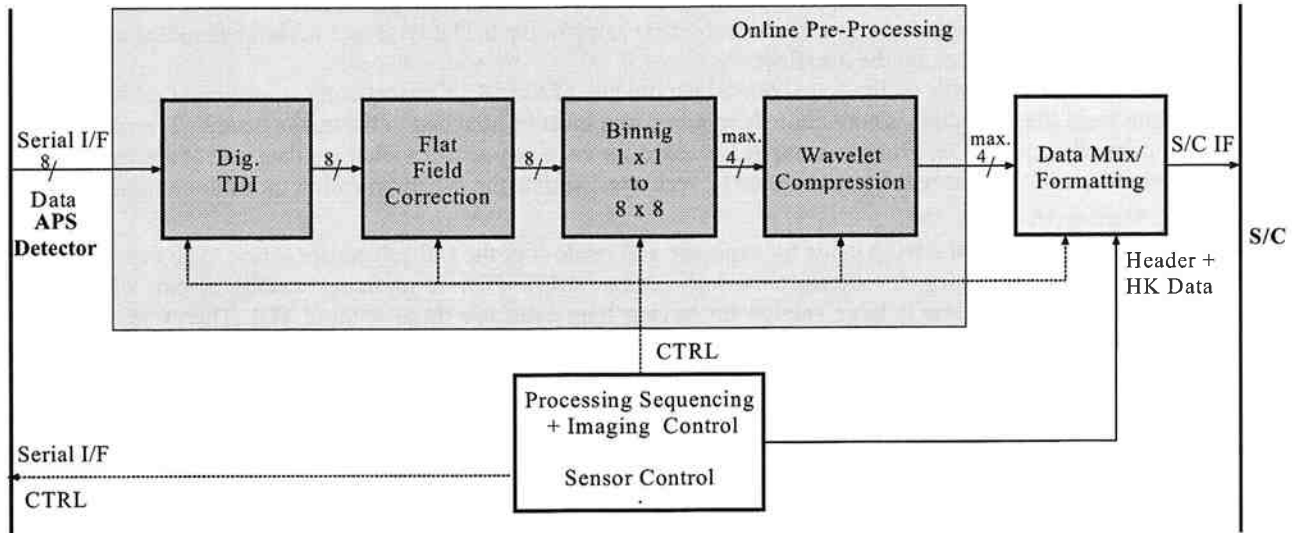 Online Pre-Processing
Serial I/F
8/
Data
APS
Detector
Dig.
TDI
8/
Flat
Field
Correction
8/
Binnig
1 x 1
to
8 x 8
max.
4/
Wavelet
Compression
max.
4/
Data Mux/
Formatting
S/C IF
S/C
Header +
HK Data
CTRL
Processing Sequencing
+ Imaging Control
Sensor Control
Serial I/F
CTRL